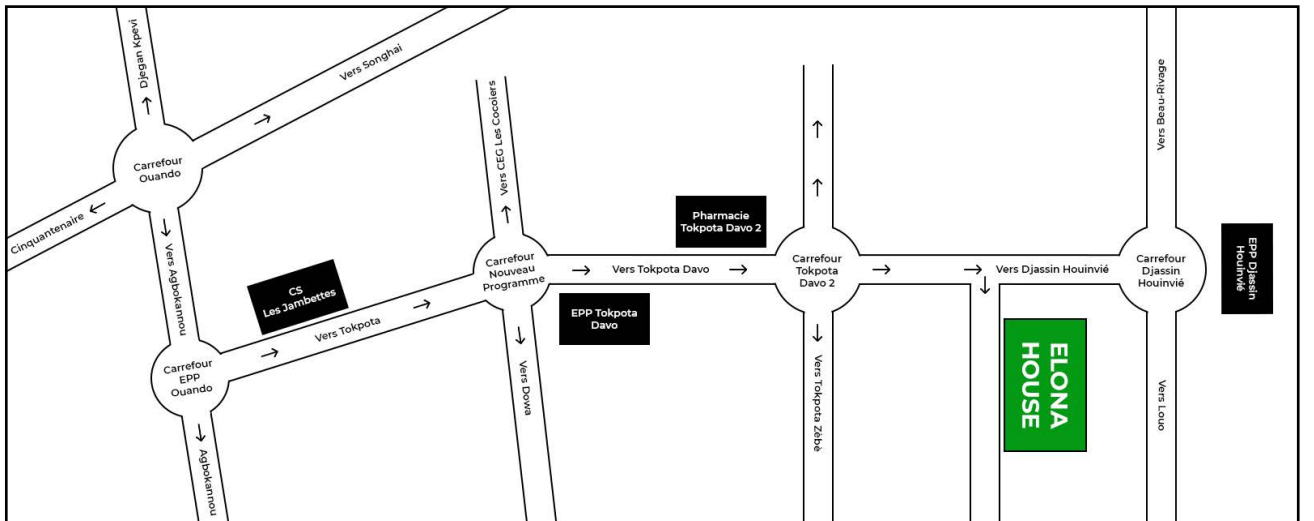 Djegan Kpevi
Vers Songhai
Carrefour
Ouando
Cinquantenaire
Vers Agbokannou
CS
Les Jambettes
Vers Tokpota
Carrefour
EPP
Ouando
Agbokannou
Vers CEG Les Cocoiers
Carrefour
Nouveau
Programme
Vers Dowa
Vers Tokpota Davo
EPP Tokpota
Davo
Pharmacie
Tokpota Davo 2
Carrefour
Tokpota
Davo 2
Vers Tokpota Zèbè
Vers Djassin Houinvié
ELONA
HOUSE
Vers Beau-Rivage
Carrefour
Djassin
Houinvié
Vers Louo
EPP Djassin
Houinvié